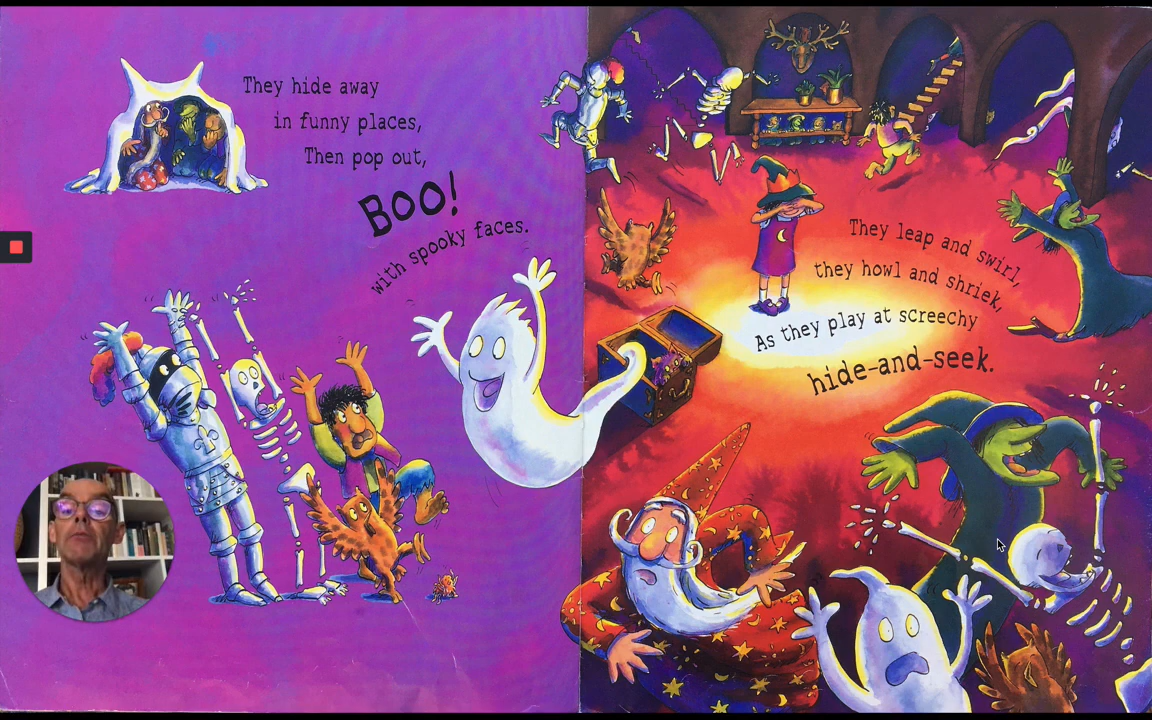 They hide away
in funny places,
Then pop out,
BOO!
with spooky faces.
They leap and swirl,
they howl and shriek,
As they play at screechy
hide-and-seek.